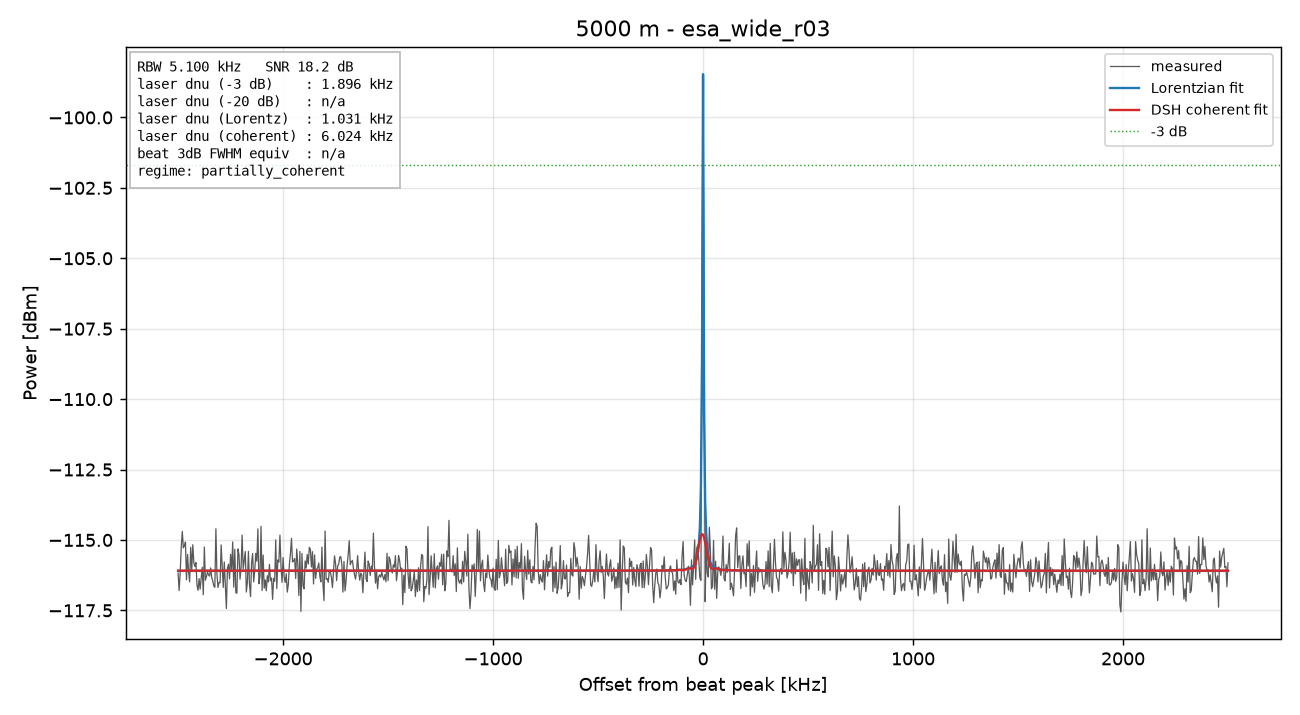 5000 m - esa_wide_r03
RBW 5.100 kHz   SNR 18.2 dB
laser dnu (-3 dB)    : 1.896 kHz
laser dnu (-20 dB)   : n/a
laser dnu (Lorentz)  : 1.031 kHz
laser dnu (coherent) : 6.024 kHz
beat 3dB FWHM equiv  : n/a
regime: partially_coherent
measured
Lorentzian fit
DSH coherent fit
-3 dB
Power [dBm]
−100.0
−102.5
−105.0
−107.5
−110.0
−112.5
−115.0
−117.5
−2000
−1000
0
1000
2000
Offset from beat peak [kHz]